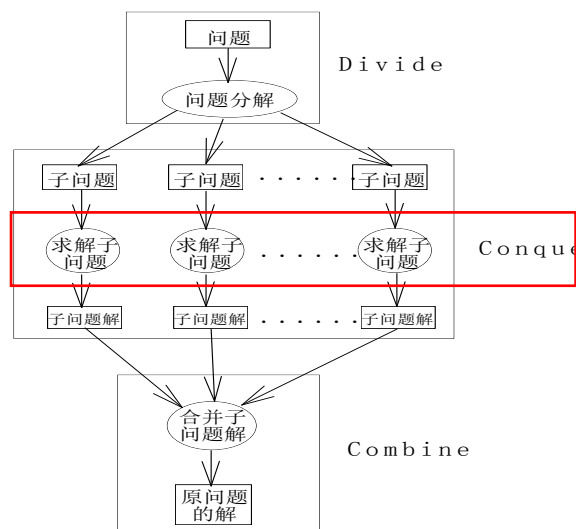 问题
Divide
问题分解
子问题 子问题 ...... 子问题
求解子 求解子 求解子
问题 问题 ...... 问题
Conque
子问题解 子问题解 ...... 子问题解
合并子
问题解
Combine
原问题
的解